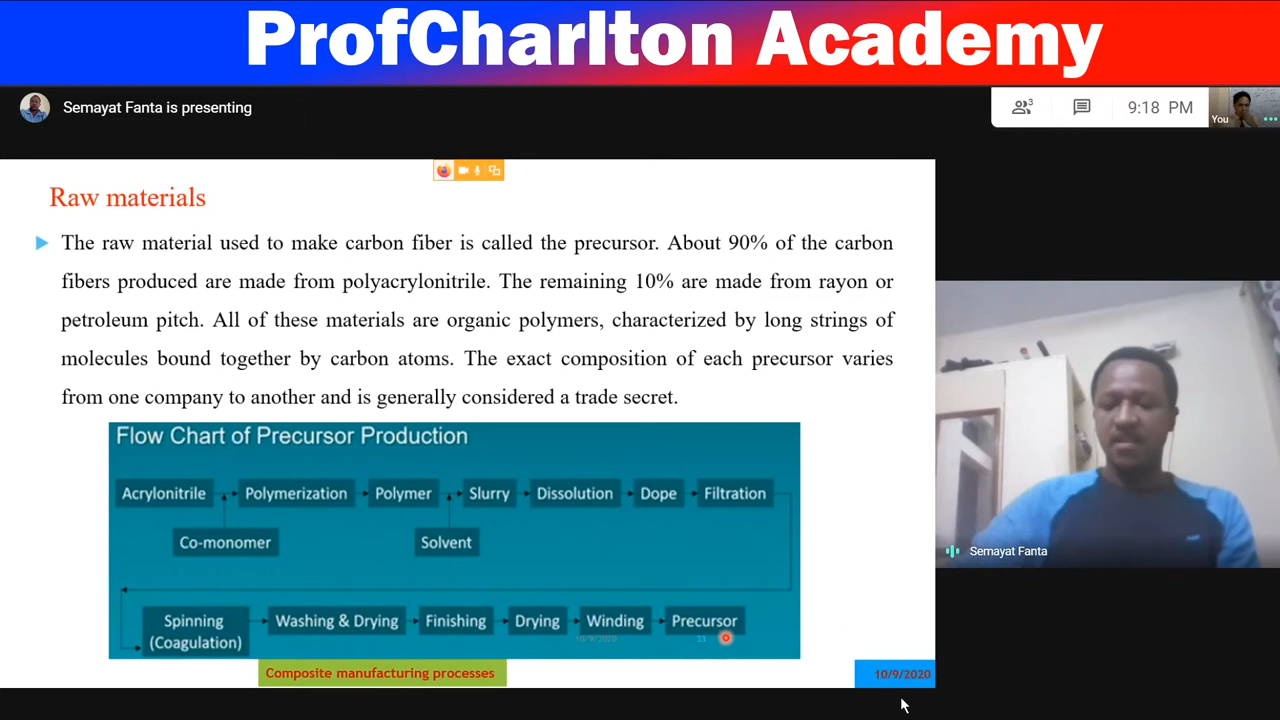 ProfCharlton Academy
Semayat Fanta is presenting
3
9:18 PM
You
Raw materials
The raw material used to make carbon fiber is called the precursor. About 90% of the carbon
fibers produced are made from polyacrylonitrile. The remaining 10% are made from rayon or
petroleum pitch. All of these materials are organic polymers, characterized by long strings of
molecules bound together by carbon atoms. The exact composition of each precursor varies
from one company to another and is generally considered a trade secret.
Flow Chart of Precursor Production
Acrylonitrile Polymerization Polymer Slurry Dissolution Dope Filtration
Co-monomer Solvent
Spinning
(Coagulation)
Washing & Drying Finishing Drying Winding Precursor
10/9/2020 33
Semayat Fanta
Composite manufacturing processes
10/9/2020